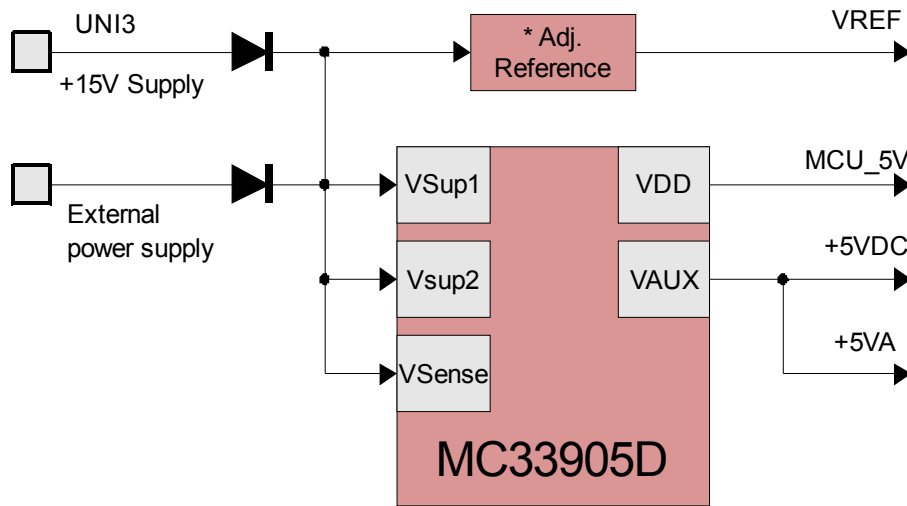 UNI3
+15V Supply
External
power supply
* Adj.
Reference
VREF
VSup1
Vsup2
VSense
VDD
VAUX
MCU_5V
+5VDC
+5VA
MC33905D